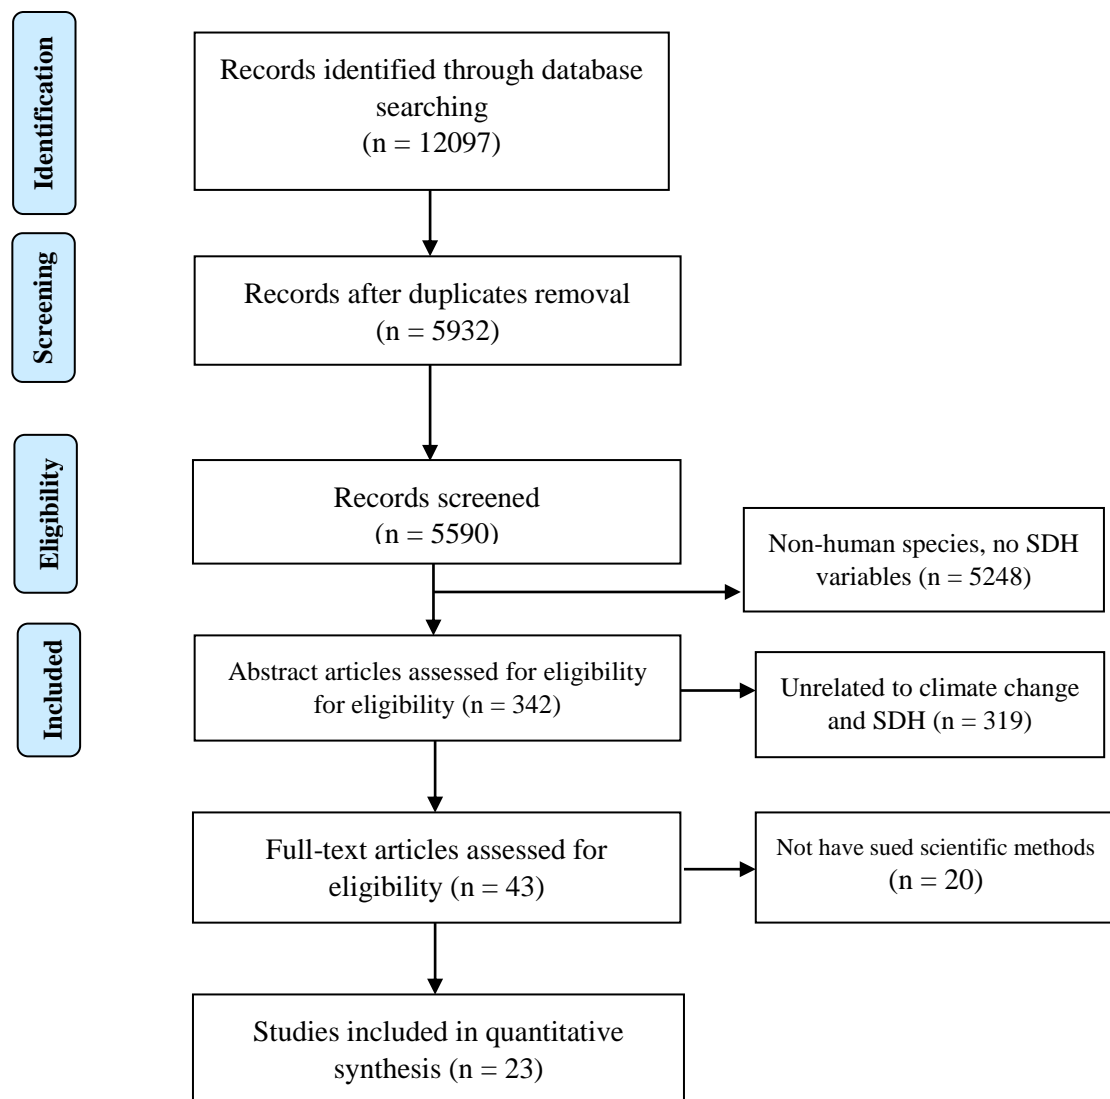 Identification
Records identified through database
searching
(n = 12097)
Screening
Records after duplicates removal
(n = 5932)
Eligibility
Records screened
(n = 5590)
Non-human species, no SDH
variables (n = 5248)
Included
Abstract articles assessed for eligibility
for eligibility (n = 342)
Unrelated to climate change
and SDH (n = 319)
Full-text articles assessed for
eligibility (n = 43)
Not have sued scientific methods
(n = 20)
Studies included in quantitative
synthesis (n = 23)